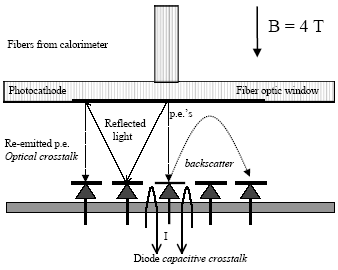 B = 4 T
Fibers from calorimeter
Photocathode
Fiber optic window
p.e.'s
Reflected
light
Re-emitted p.e.
Optical crosstalk
backscatter
I
Diode capacitive crosstalk